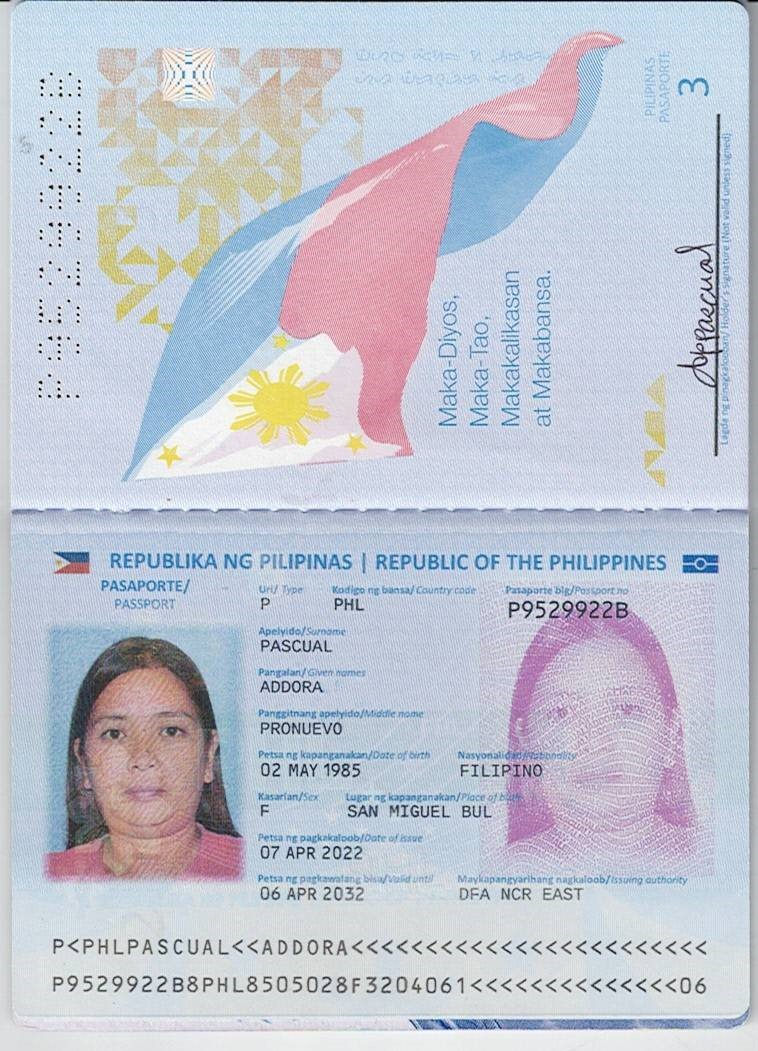 P9529922B
PILIPINAS
PASAPORTE
3
Maka-Diyos,
Maka-Tao,
Makakalikasan
at Makabansa.
Lagda ng pinagkalooban/ Holder's signature (Not valid unless signed)
REPUBLIKA NG PILIPINAS | REPUBLIC OF THE PHILIPPINES
PASAPORTE/
PASSPORT
Uri/ Type
Kodigo ng bansa/ Country code
Pasaporte blg/Passport no
P
PHL
P9529922B
Apelyido/Surname
PASCUAL
Pangalan/ Given names
ADDORA
Panggitnang apelyido/Middle name
PRONUEVO
Petsa ng kapanganakan/Date of birth
Nasyonalidad/Nationality
02 MAY 1985
FILIPINO
Kasarian/Sex
Lugar ng kapanganakan/Place of birth
F
SAN MIGUEL BUL
Petsa ng pagkakaloob/Date of issue
07 APR 2022
Petsa ng pagkawalang bisa/Valid until
Maykapangyarihang nagkaloob/Issuing authority
06 APR 2032
DFA NCR EAST
P<PHLPASCUAL<<ADDORA<<<<<<<<<<<<<<<<<<<<<<<<
P9529922B8PHL8505028F3204061<<<<<<<<<<<<<<06